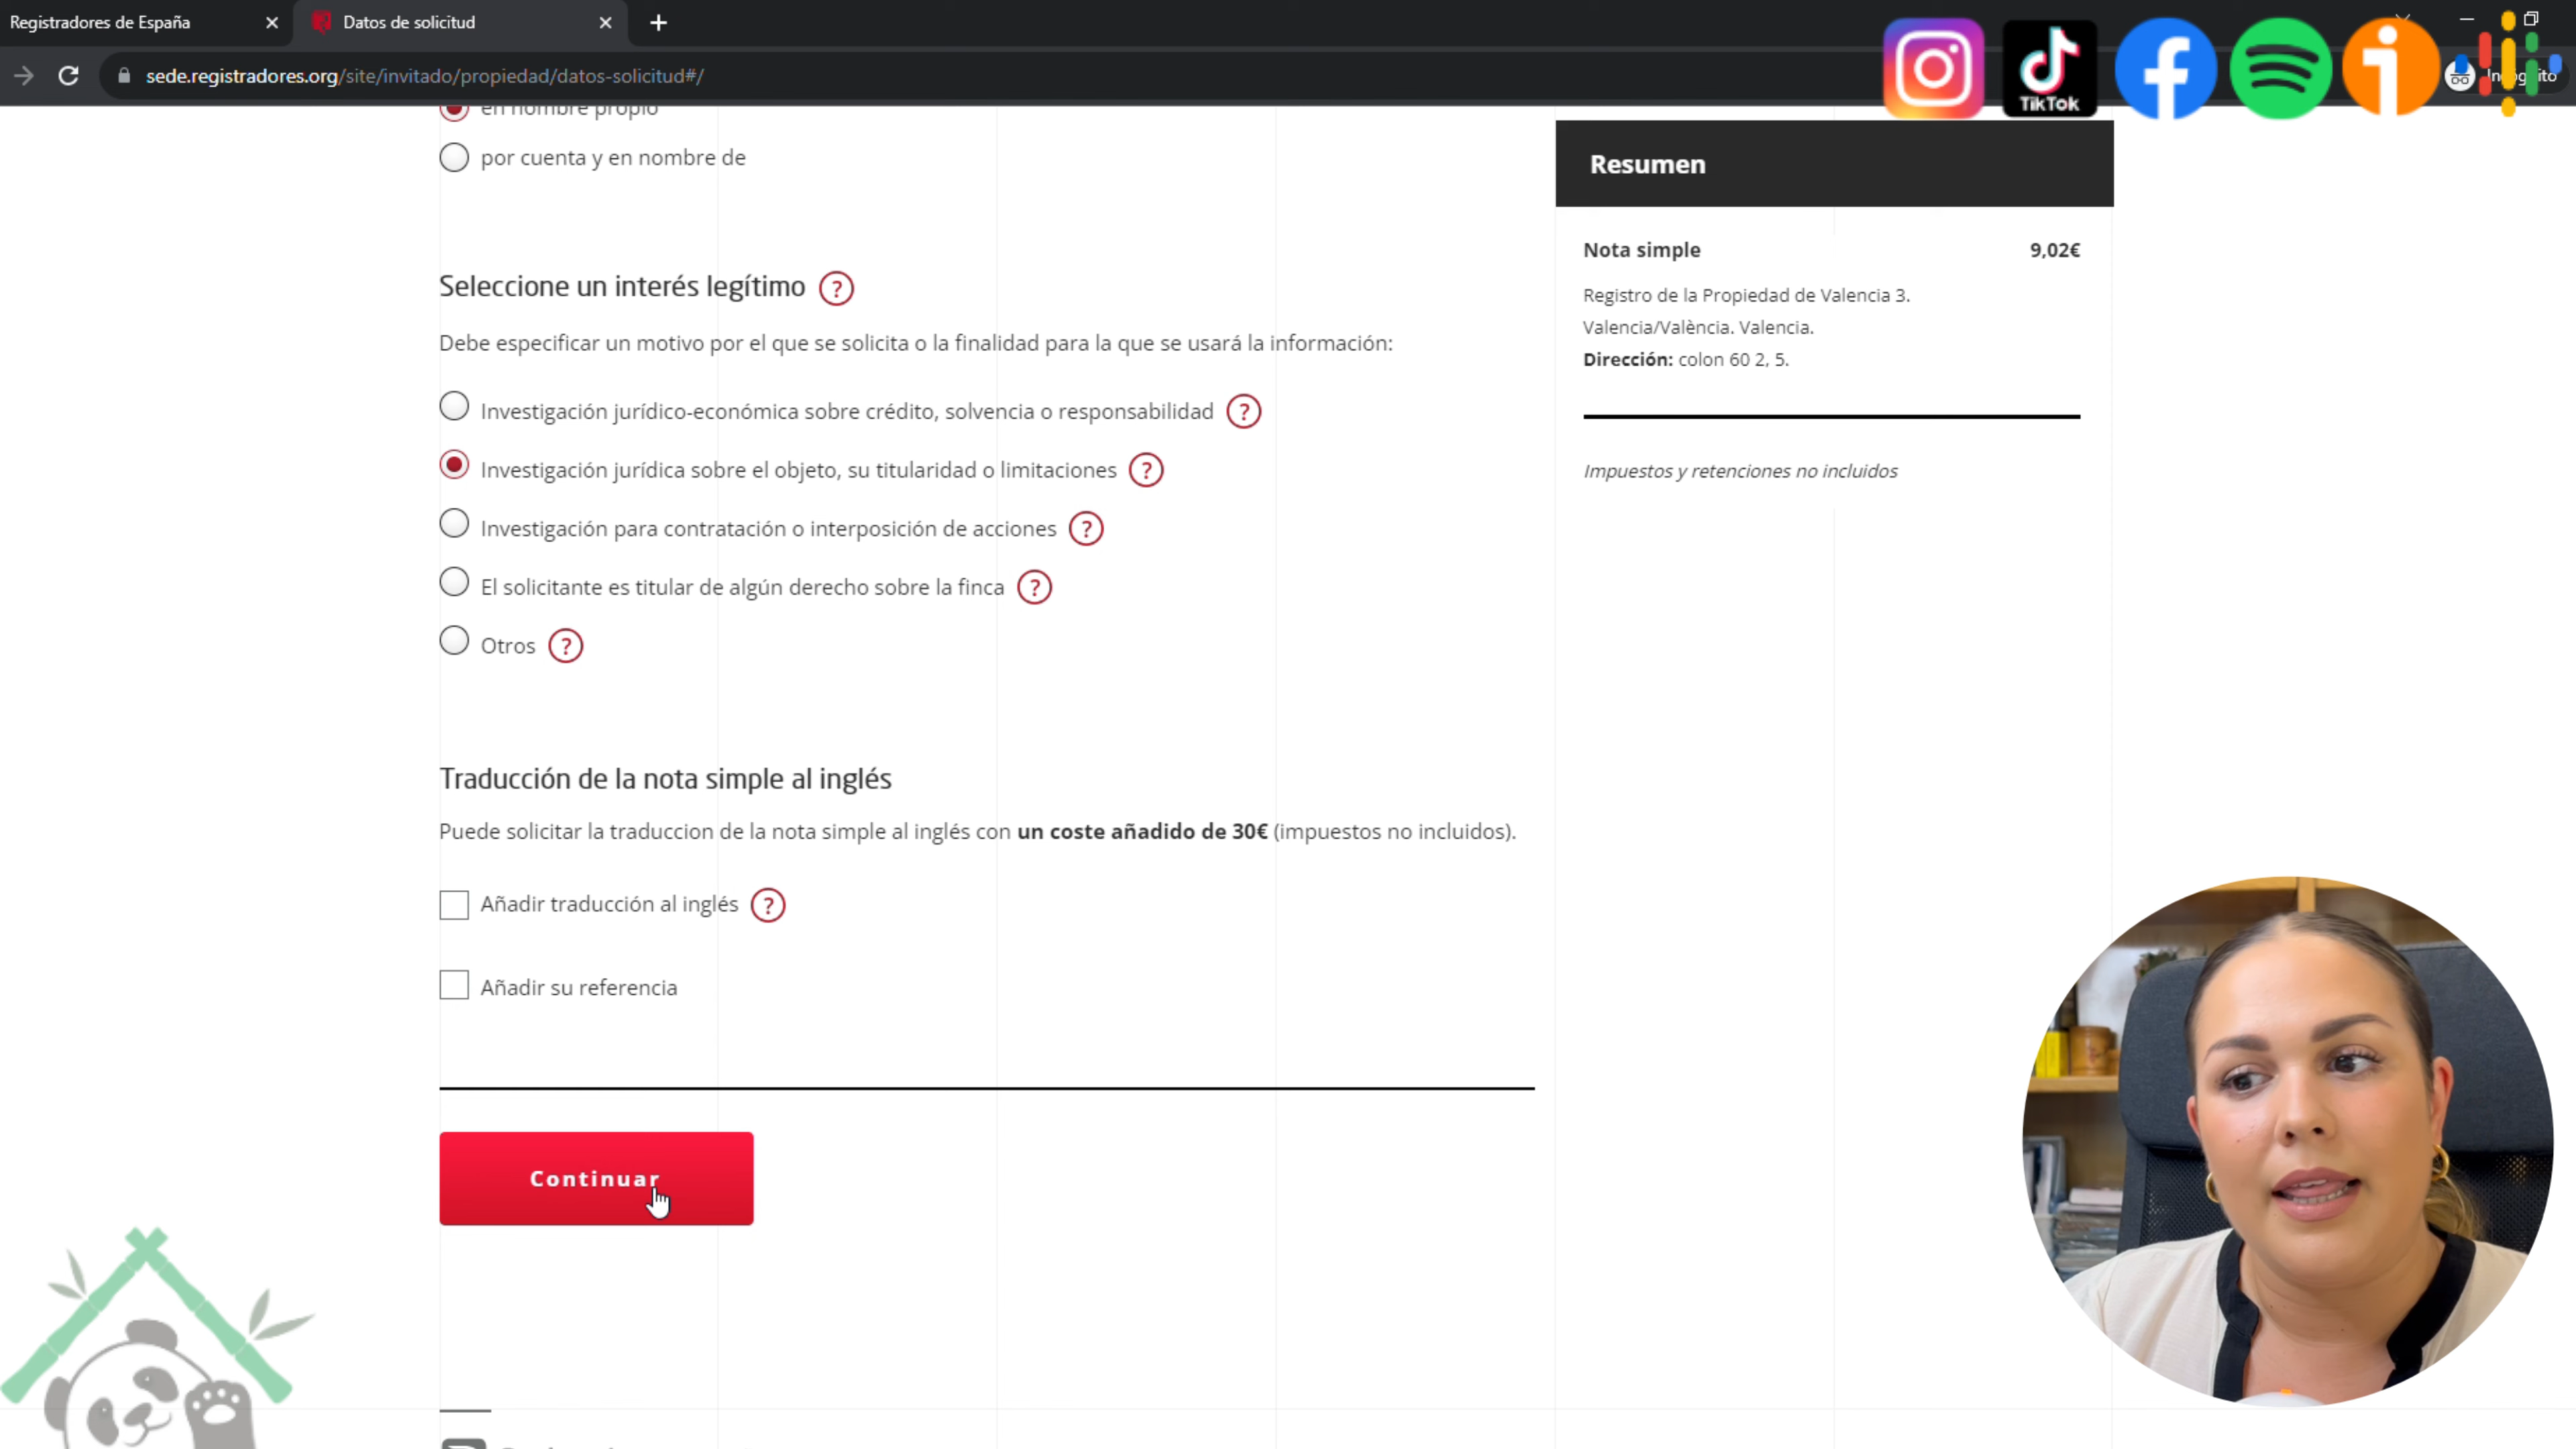 Registradores de España
Datos de solicitud
sede.registradores.org/site/invitado/propiedad/datos-solicitud#/
TikTok
en nombre propio
por cuenta y en nombre de
Seleccione un interés legítimo ?
Debe especificar un motivo por el que se solicita o la finalidad para la que se usará la información:
Investigación jurídico-económica sobre crédito, solvencia o responsabilidad ?
Investigación jurídica sobre el objeto, su titularidad o limitaciones ?
Investigación para contratación o interposición de acciones ?
El solicitante es titular de algún derecho sobre la finca ?
Otros ?
Traducción de la nota simple al inglés
Puede solicitar la traduccion de la nota simple al inglés con un coste añadido de 30€ (impuestos no incluidos).
Añadir traducción al inglés ?
Añadir su referencia
Continuar
Resumen
Nota simple 9,02€
Registro de la Propiedad de Valencia 3.
Valencia/València. Valencia.
Dirección: colon 60 2, 5.
Impuestos y retenciones no incluidos